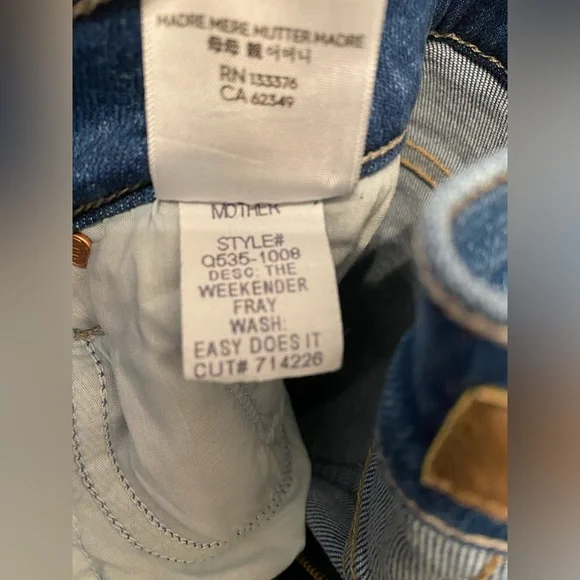 MADRE.MERE.MUTTER.MADRE
母母 親 어머니
RN 133376
CA 62349
MOTHER
STYLE#
Q535-1008
DESC: THE
WEEKENDER
FRAY
WASH:
EASY DOES IT
CUT# 714226